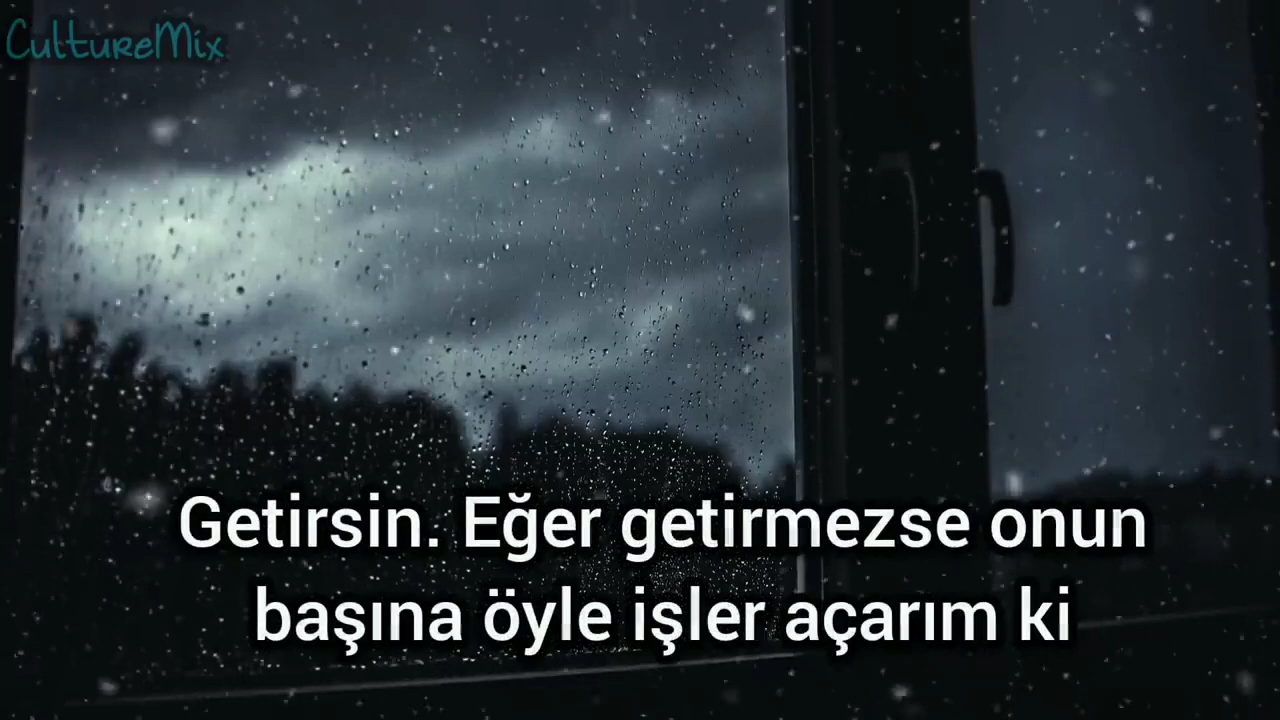 CultureMix
Getirsin. Eğer getirmezse onun
başına öyle işler açarım ki